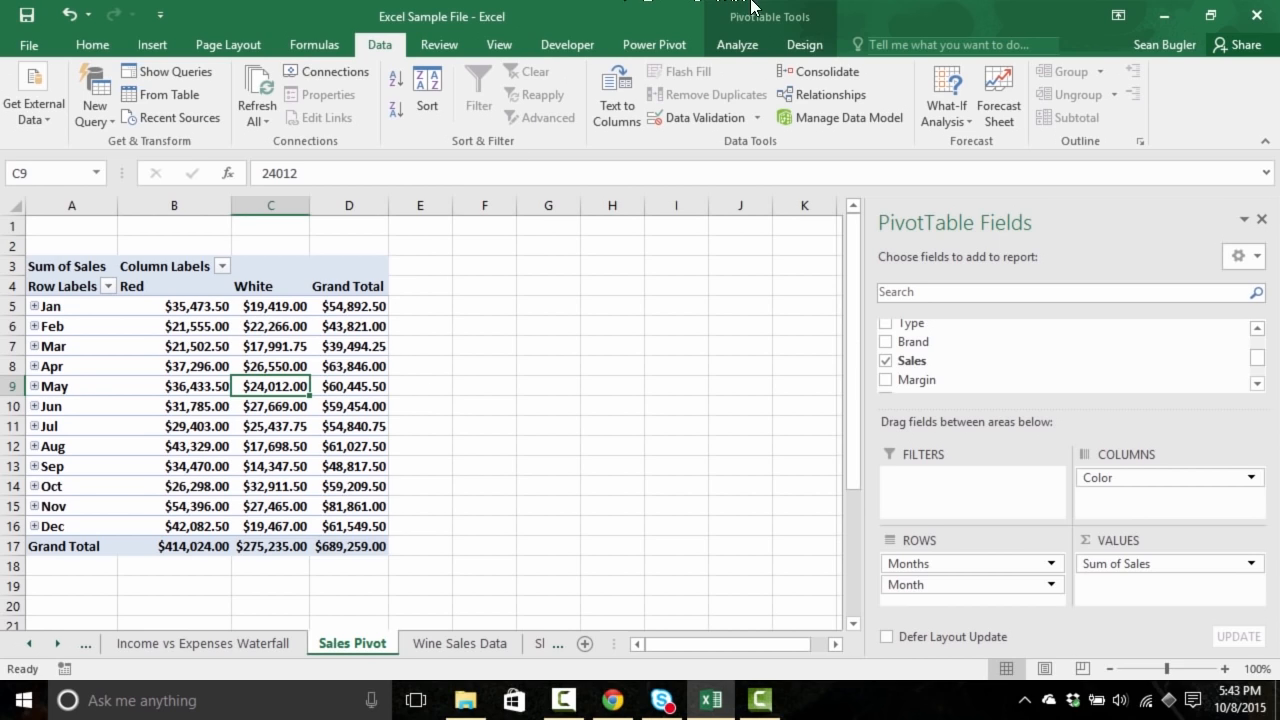 Excel Sample File - Excel
PivotTable Tools
File Home Insert Page Layout Formulas Data Review View Developer Power Pivot Analyze Design Tell me what you want to do... Sean Bugler Share
Get External Data
New Query
Show Queries
From Table
Recent Sources
Get & Transform
Refresh All
Connections
Properties
Edit Links
Connections
Sort
Filter
Clear
Reapply
Advanced
Sort & Filter
Text to Columns
Flash Fill
Remove Duplicates
Data Validation
Consolidate
Relationships
Manage Data Model
Data Tools
What-If Analysis
Forecast Sheet
Forecast
Group
Ungroup
Subtotal
Outline
C9 fx 24012
A B C D E F G H I J K
1
2
3 Sum of Sales Column Labels
4 Row Labels Red White Grand Total
5 Jan $35,473.50 $19,419.00 $54,892.50
6 Feb $21,555.00 $22,266.00 $43,821.00
7 Mar $21,502.50 $17,991.75 $39,494.25
8 Apr $37,296.00 $26,550.00 $63,846.00
9 May $36,433.50 $24,012.00 $60,445.50
10 Jun $31,785.00 $27,669.00 $59,454.00
11 Jul $29,403.00 $25,437.75 $54,840.75
12 Aug $43,329.00 $17,698.50 $61,027.50
13 Sep $34,470.00 $14,347.50 $48,817.50
14 Oct $26,298.00 $32,911.50 $59,209.50
15 Nov $54,396.00 $27,465.00 $81,861.00
16 Dec $42,082.50 $19,467.00 $61,549.50
17 Grand Total $414,024.00 $275,235.00 $689,259.00
18
19
20
21
PivotTable Fields
Choose fields to add to report:
Search
Type
Brand
Sales
Margin
Drag fields between areas below:
FILTERS
COLUMNS
Color
ROWS
Months
Month
VALUES
Sum of Sales
Defer Layout Update UPDATE
... Income vs Expenses Waterfall Sales Pivot Wine Sales Data Sl ...
Ready 100%
Ask me anything
5:43 PM
10/8/2015